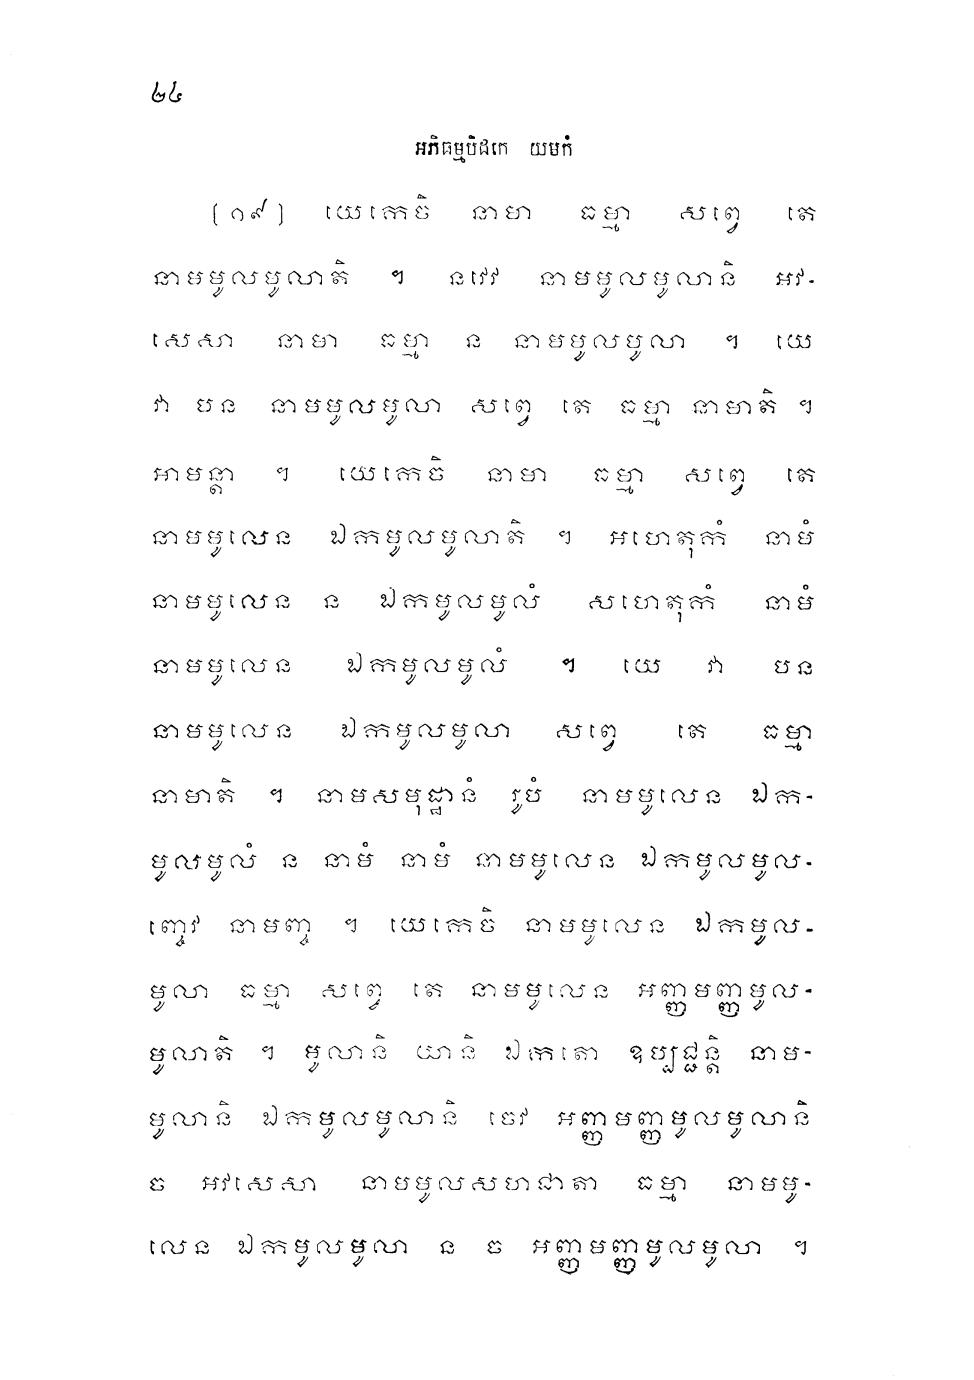 ២៤
អភិធម្មបិដកេ យមកំ
(១៩) យេកេចិ នាមា ធម្មា សព្វេ តេ
នាមមូលមូលាតិ ។ នវេវ នាមមូលមូលានិ អវ-
សេសា នាមា ធម្មា ន នាមមូលមូលា ។ យេ
វា បន នាមមូលមូលា សព្វេ តេ ធម្មា នាមាតិ ។
អាមន្តា ។ យេកេចិ នាមា ធម្មា សព្វេ តេ
នាមមូលេន ឯកមូលមូលាតិ ។ អហេតុកំ នាមំ
នាមមូលេន ន ឯកមូលមូលំ សហេតុកំ នាមំ
នាមមូលេន ឯកមូលមូលំ ។ យេ វា បន
នាមមូលេន ឯកមូលមូលា សព្វេ តេ ធម្មា
នាមាតិ ។ នាមសមុដ្ឋានំ រូបំ នាមមូលេន ឯក-
មូលមូលំ ន នាមំ នាមំ នាមមូលេន ឯកមូលមូល-
ញ្ចេវ នាមញ្ច ។ យេកេចិ នាមមូលេន ឯកមូល-
មូលា ធម្មា សព្វេ តេ នាមមូលេន អញ្ញមញ្ញមូល-
មូលាតិ ។ មូលានិ យានិ ឯកតោ ឧប្បជ្ជន្តិ នាម-
មូលានិ ឯកមូលមូលានិ ចេវ អញ្ញមញ្ញមូលមូលានិ
ច អវសេសា នាមមូលសហជាតា ធម្មា នាមមូ-
លេន ឯកមូលមូលា ន ច អញ្ញមញ្ញមូលមូលា ។